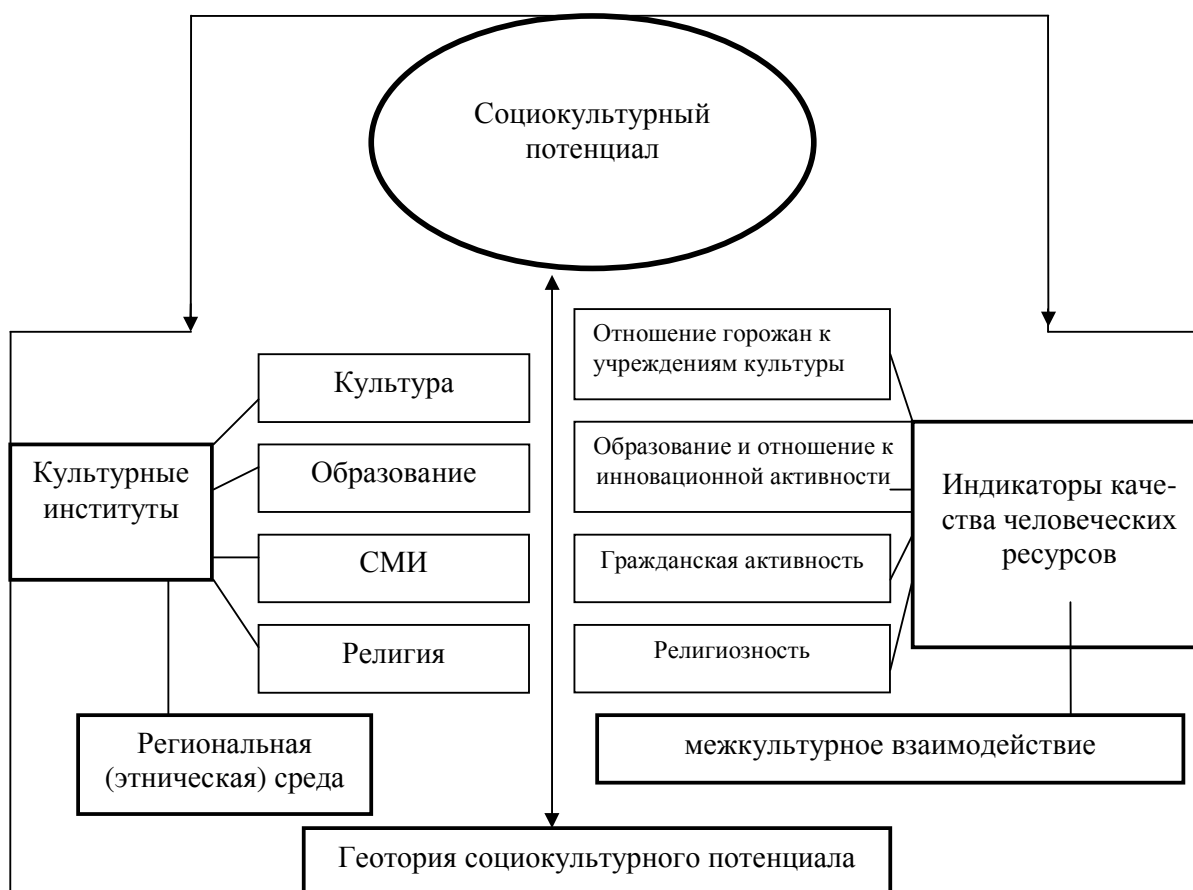 Социокультурный
потенциал
Культура
Образование
СМИ
Религия
Культурные
институты
Региональная
(этническая) среда
Отношение горожан к
учреждениям культуры
Образование и отношение к
инновационной активности
Гражданская активность
Религиозность
Индикаторы каче-
ства человеческих
ресурсов
межкультурное взаимодействие
Геотория социокультурного потенциала